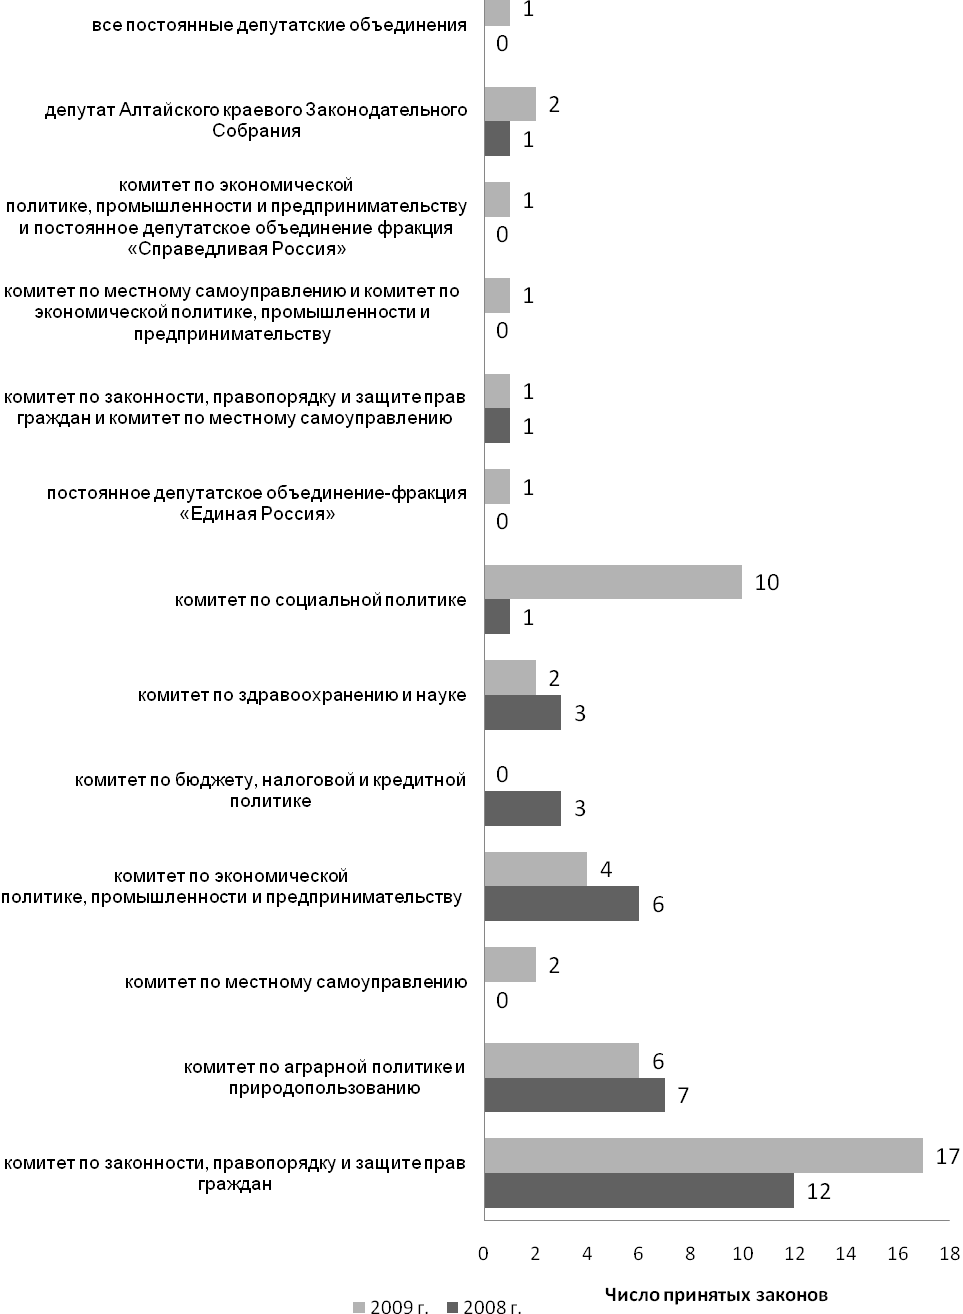 1
все постоянные депутатские объединения
0
депутат Алтайского краевого Законодательного
Собрания
2
1
комитет по экономической
политике, промышленности и предпринимательству
и постоянное депутатское объединение фракция
«Справедливая Россия»
1
0
комитет по местному самоуправлению и комитет по
экономической политике, промышленности и
предпринимательству
1
0
комитет по законности, правопорядку и защите прав
граждан и комитет по местному самоуправлению
1
1
постоянное депутатское объединение-фракция
«Единая Россия»
1
0
комитет по социальной политике
10
1
комитет по здравоохранению и науке
2
3
комитет по бюджету, налоговой и кредитной
политике
0
3
комитет по экономической
политике, промышленности и предпринимательству
4
6
комитет по местному самоуправлению
2
0
комитет по аграрной политике и
природопользованию
6
7
комитет по законности, правопорядку и защите прав
граждан
17
12
0 2 4 6 8 10 12 14 16 18
Число принятых законов
2009 г. 2008 г.